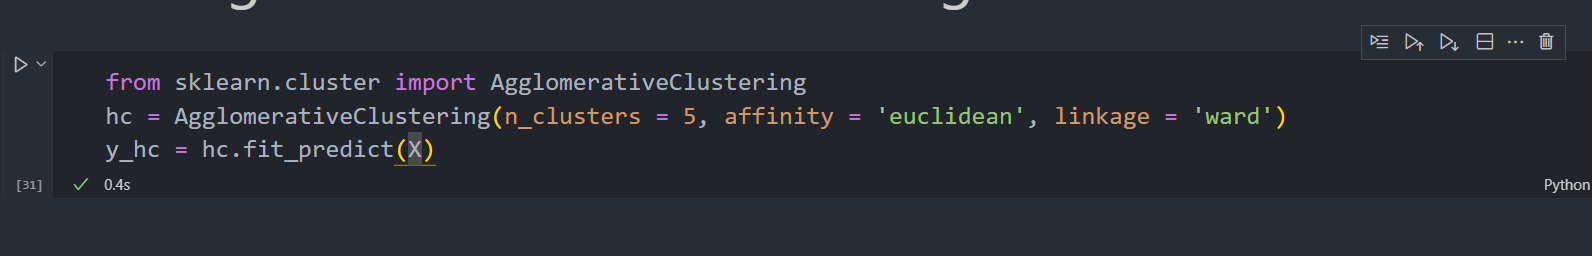 from sklearn.cluster import AgglomerativeClustering
hc = AgglomerativeClustering(n_clusters = 5, affinity = 'euclidean', linkage = 'ward')
y_hc = hc.fit_predict(X)
[31]
0.4s
Python